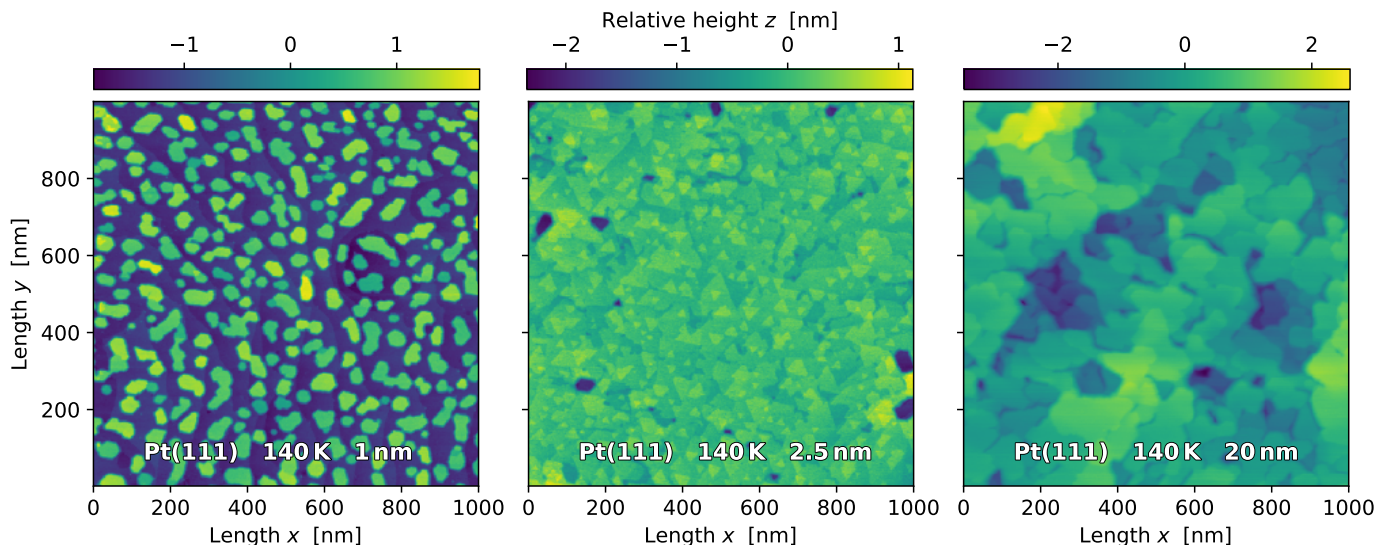 Relative height z [nm]
−1 0 1
−2 −1 0 1
−2 0 2
Length y [nm]
800
600
400
200
Pt(111) 140 K 1 nm
Pt(111) 140 K 2.5 nm
Pt(111) 140 K 20 nm
0 200 400 600 800 1000
0 200 400 600 800 1000
0 200 400 600 800 1000
Length x [nm]
Length x [nm]
Length x [nm]